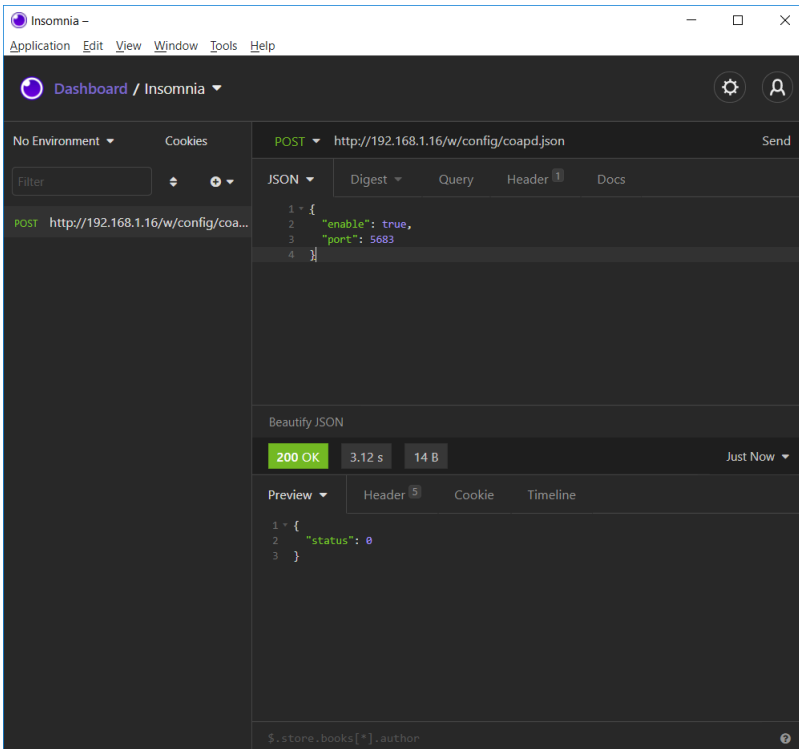 Insomnia –
Application Edit View Window Tools Help
Dashboard / Insomnia
No Environment Cookies
POST http://192.168.1.16/w/config/coapd.json Send
Filter
JSON Digest Query Header 1 Docs
POST http://192.168.1.16/w/config/coa...
1 {
2 "enable": true,
3 "port": 5683
4 }
Beautify JSON
200 OK 3.12 s 14 B Just Now
Preview Header 5 Cookie Timeline
1 {
2 "status": 0
3 }
$.store.books[*].author